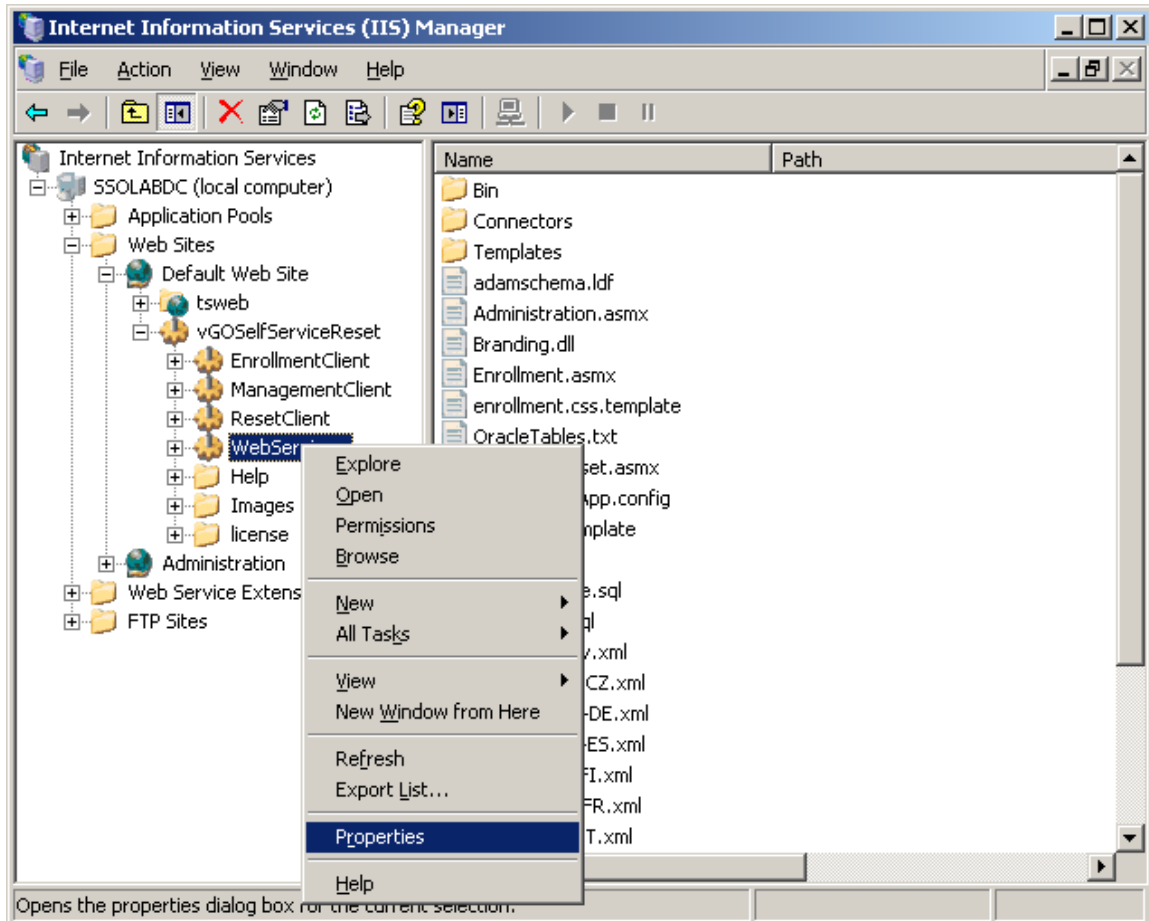 Internet Information Services (IIS) Manager
File Action View Window Help
Internet Information Services
SSOLABDC (local computer)
Application Pools
Web Sites
Default Web Site
tsweb
vGOSelfServiceReset
EnrollmentClient
ManagementClient
ResetClient
WebSer
Help
Images
license
Administration
Web Service Extens
FTP Sites
Name Path
Bin
Connectors
Templates
adamschema.ldf
Administration.asmx
Branding.dll
Enrollment.asmx
enrollment.css.template
OracleTables.txt
set.asmx
App.config
mplate
e.sql
ql
v.xml
CZ.xml
-DE.xml
-ES.xml
FI.xml
FR.xml
T.xml
Explore
Open
Permissions
Browse
New
All Tasks
View
New Window from Here
Refresh
Export List...
Properties
Help
Opens the properties dialog box for the current selection.